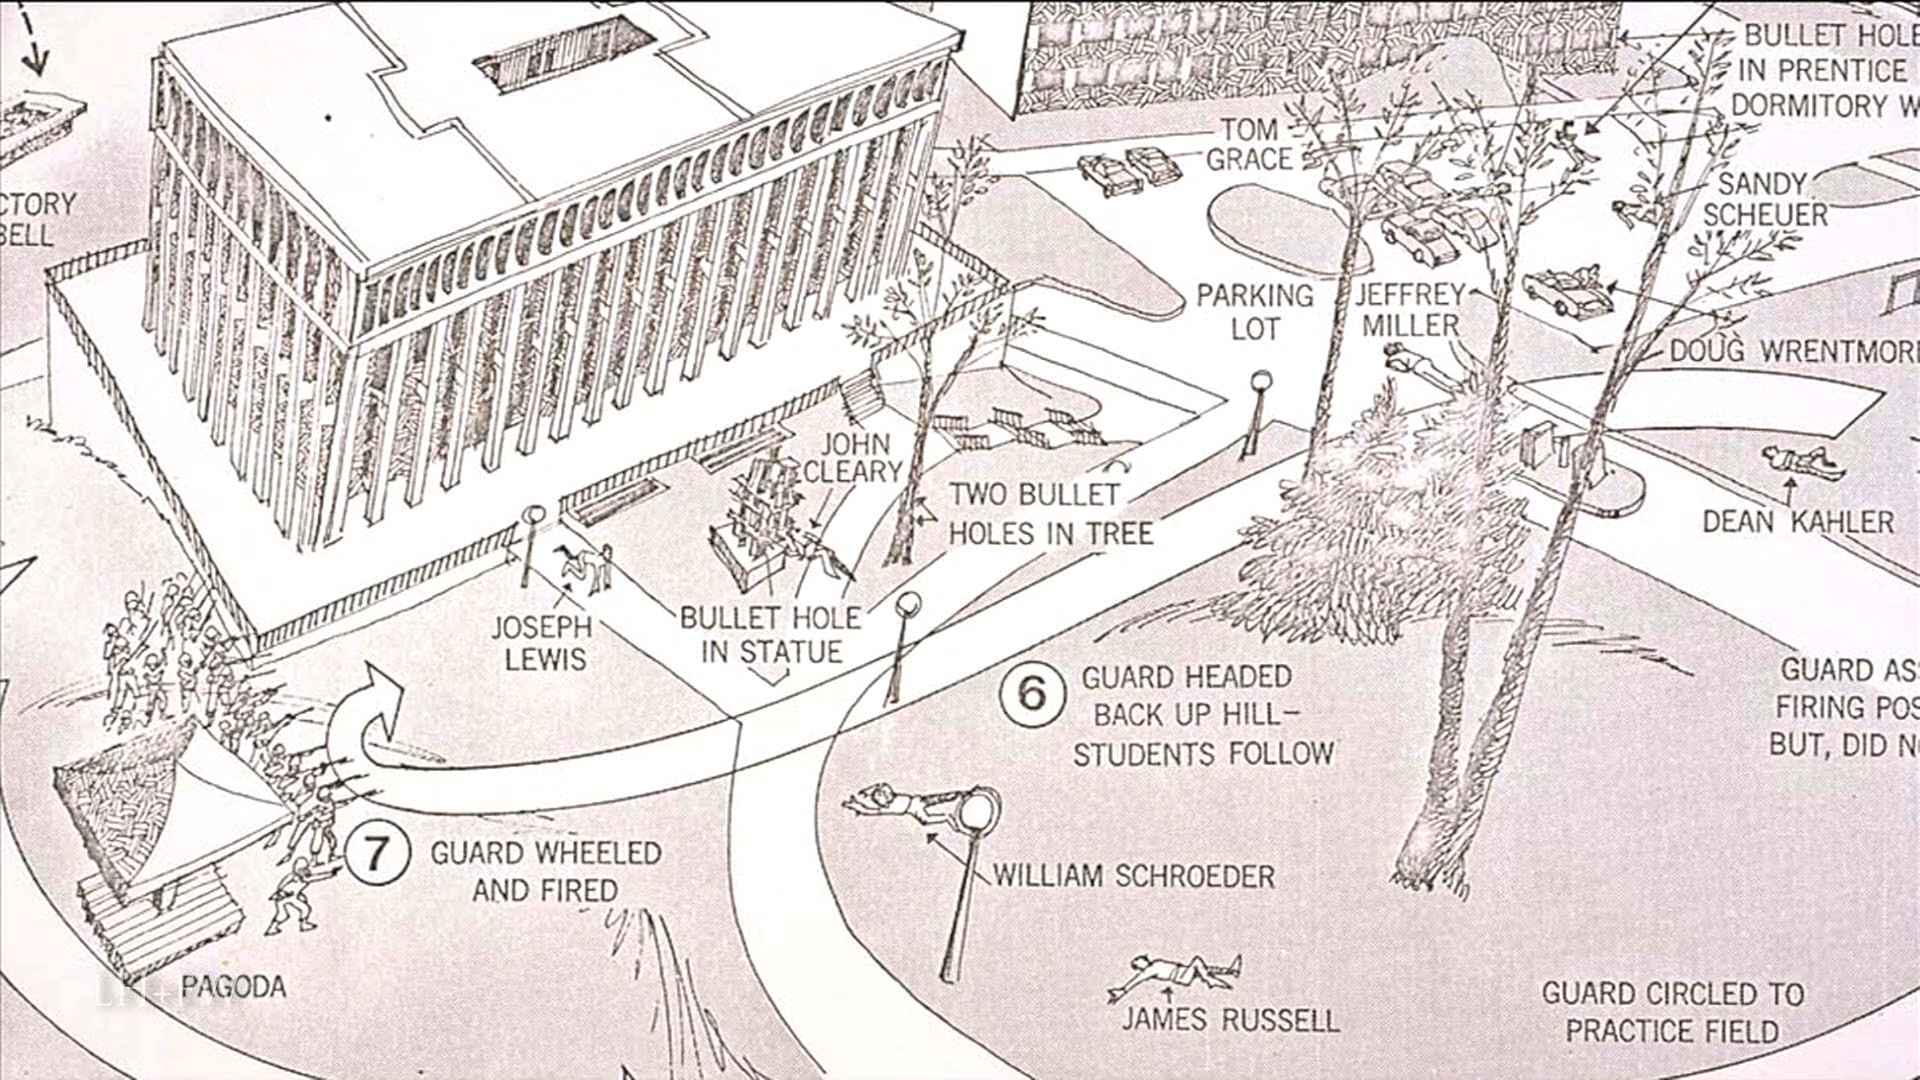 BULLET HOLE
IN PRENTICE
DORMITORY W
TOM
GRACE
SANDY
SCHEUER
CTORY
BELL
PARKING
LOT
JEFFREY
MILLER
DOUG WRENTMORE
JOHN
CLEARY
TWO BULLET
HOLES IN TREE
DEAN KAHLER
JOSEPH
LEWIS
BULLET HOLE
IN STATUE
6
GUARD HEADED
BACK UP HILL–
STUDENTS FOLLOW
GUARD ASS
FIRING POS
BUT, DID N
7
GUARD WHEELED
AND FIRED
WILLIAM SCHROEDER
PAGODA
JAMES RUSSELL
GUARD CIRCLED TO
PRACTICE FIELD